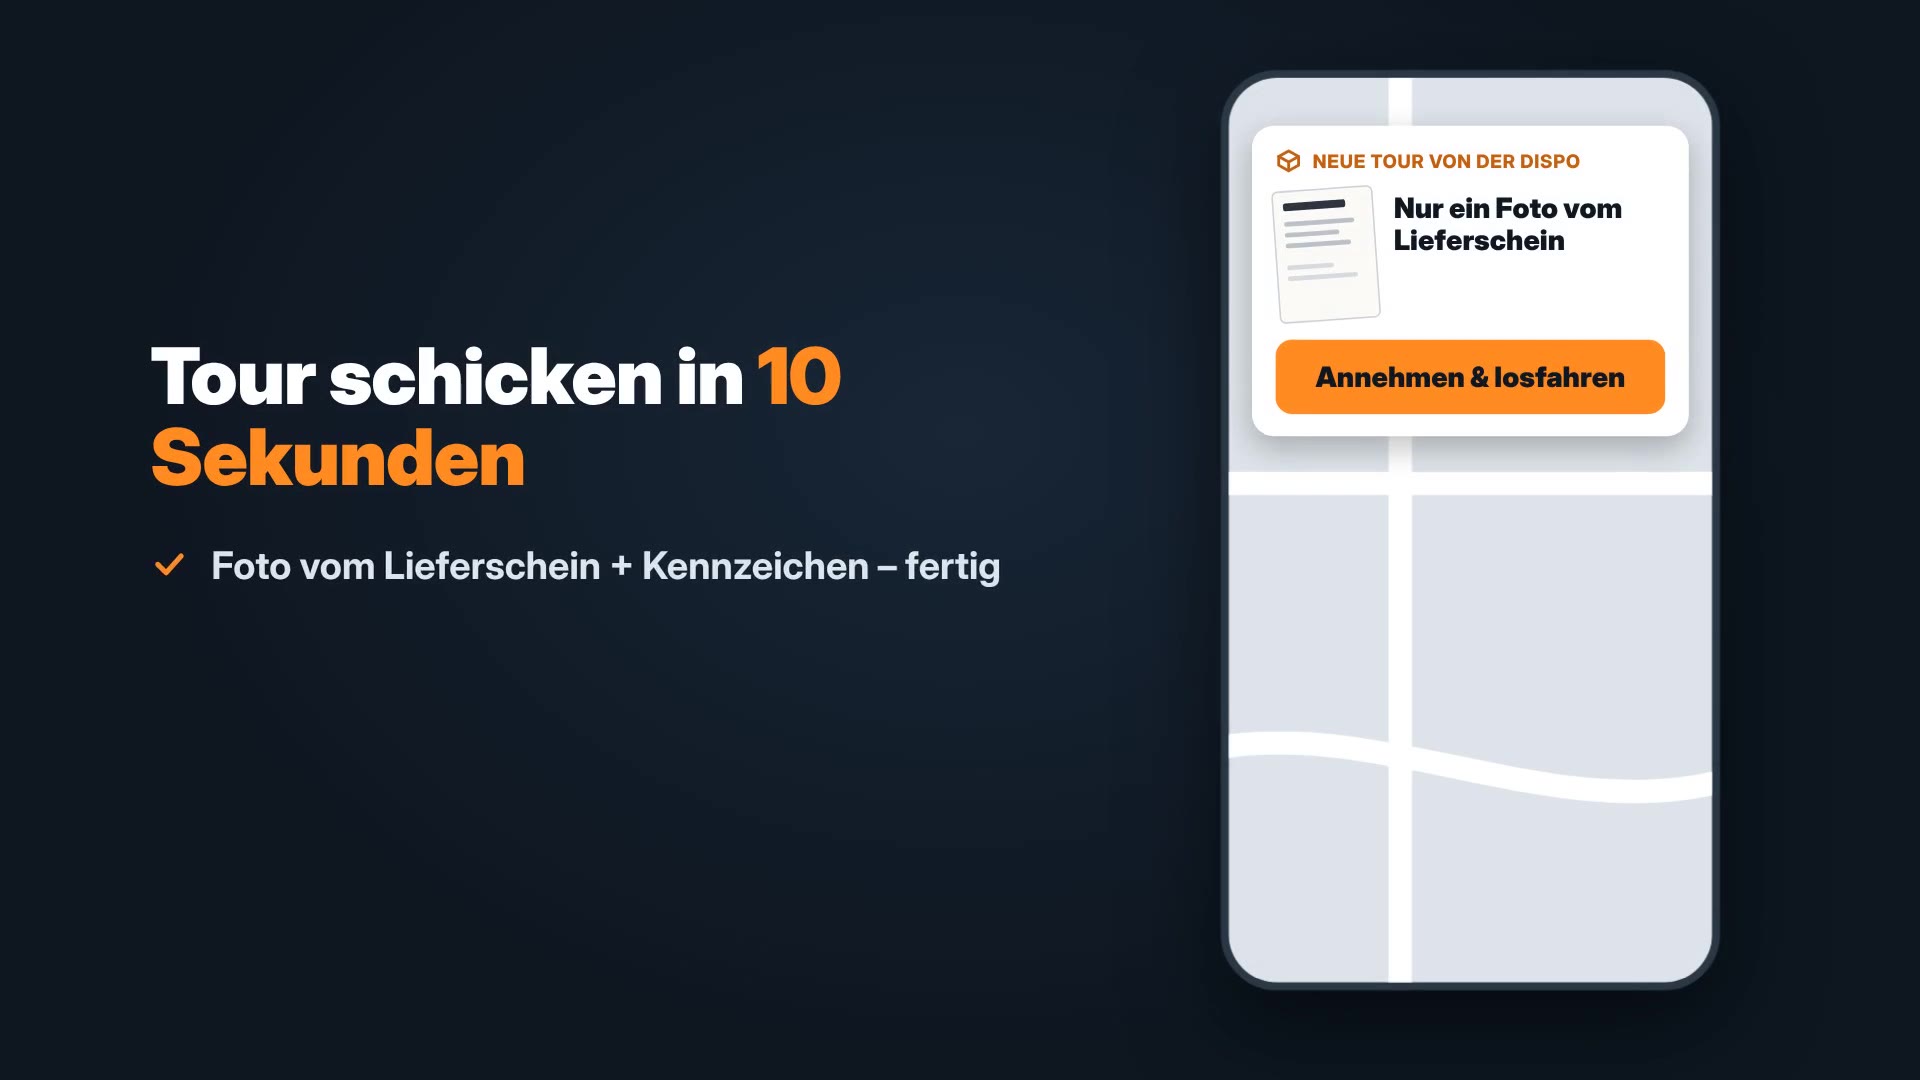 Tour schicken in 10
Sekunden
Foto vom Lieferschein + Kennzeichen – fertig
NEUE TOUR VON DER DISPO
Nur ein Foto vom
Lieferschein
Annehmen & losfahren